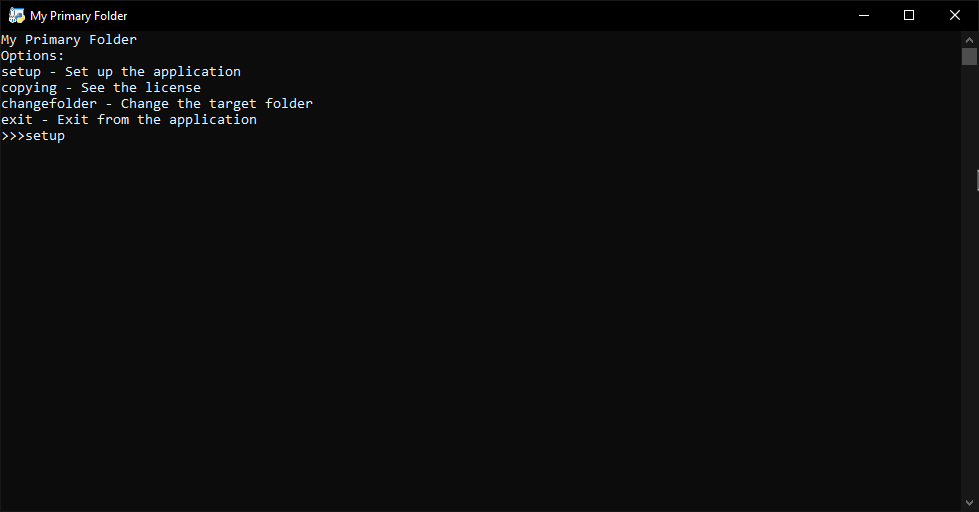 My Primary Folder
My Primary Folder
Options:
setup - Set up the application
copying - See the license
changefolder - Change the target folder
exit - Exit from the application
>>>setup